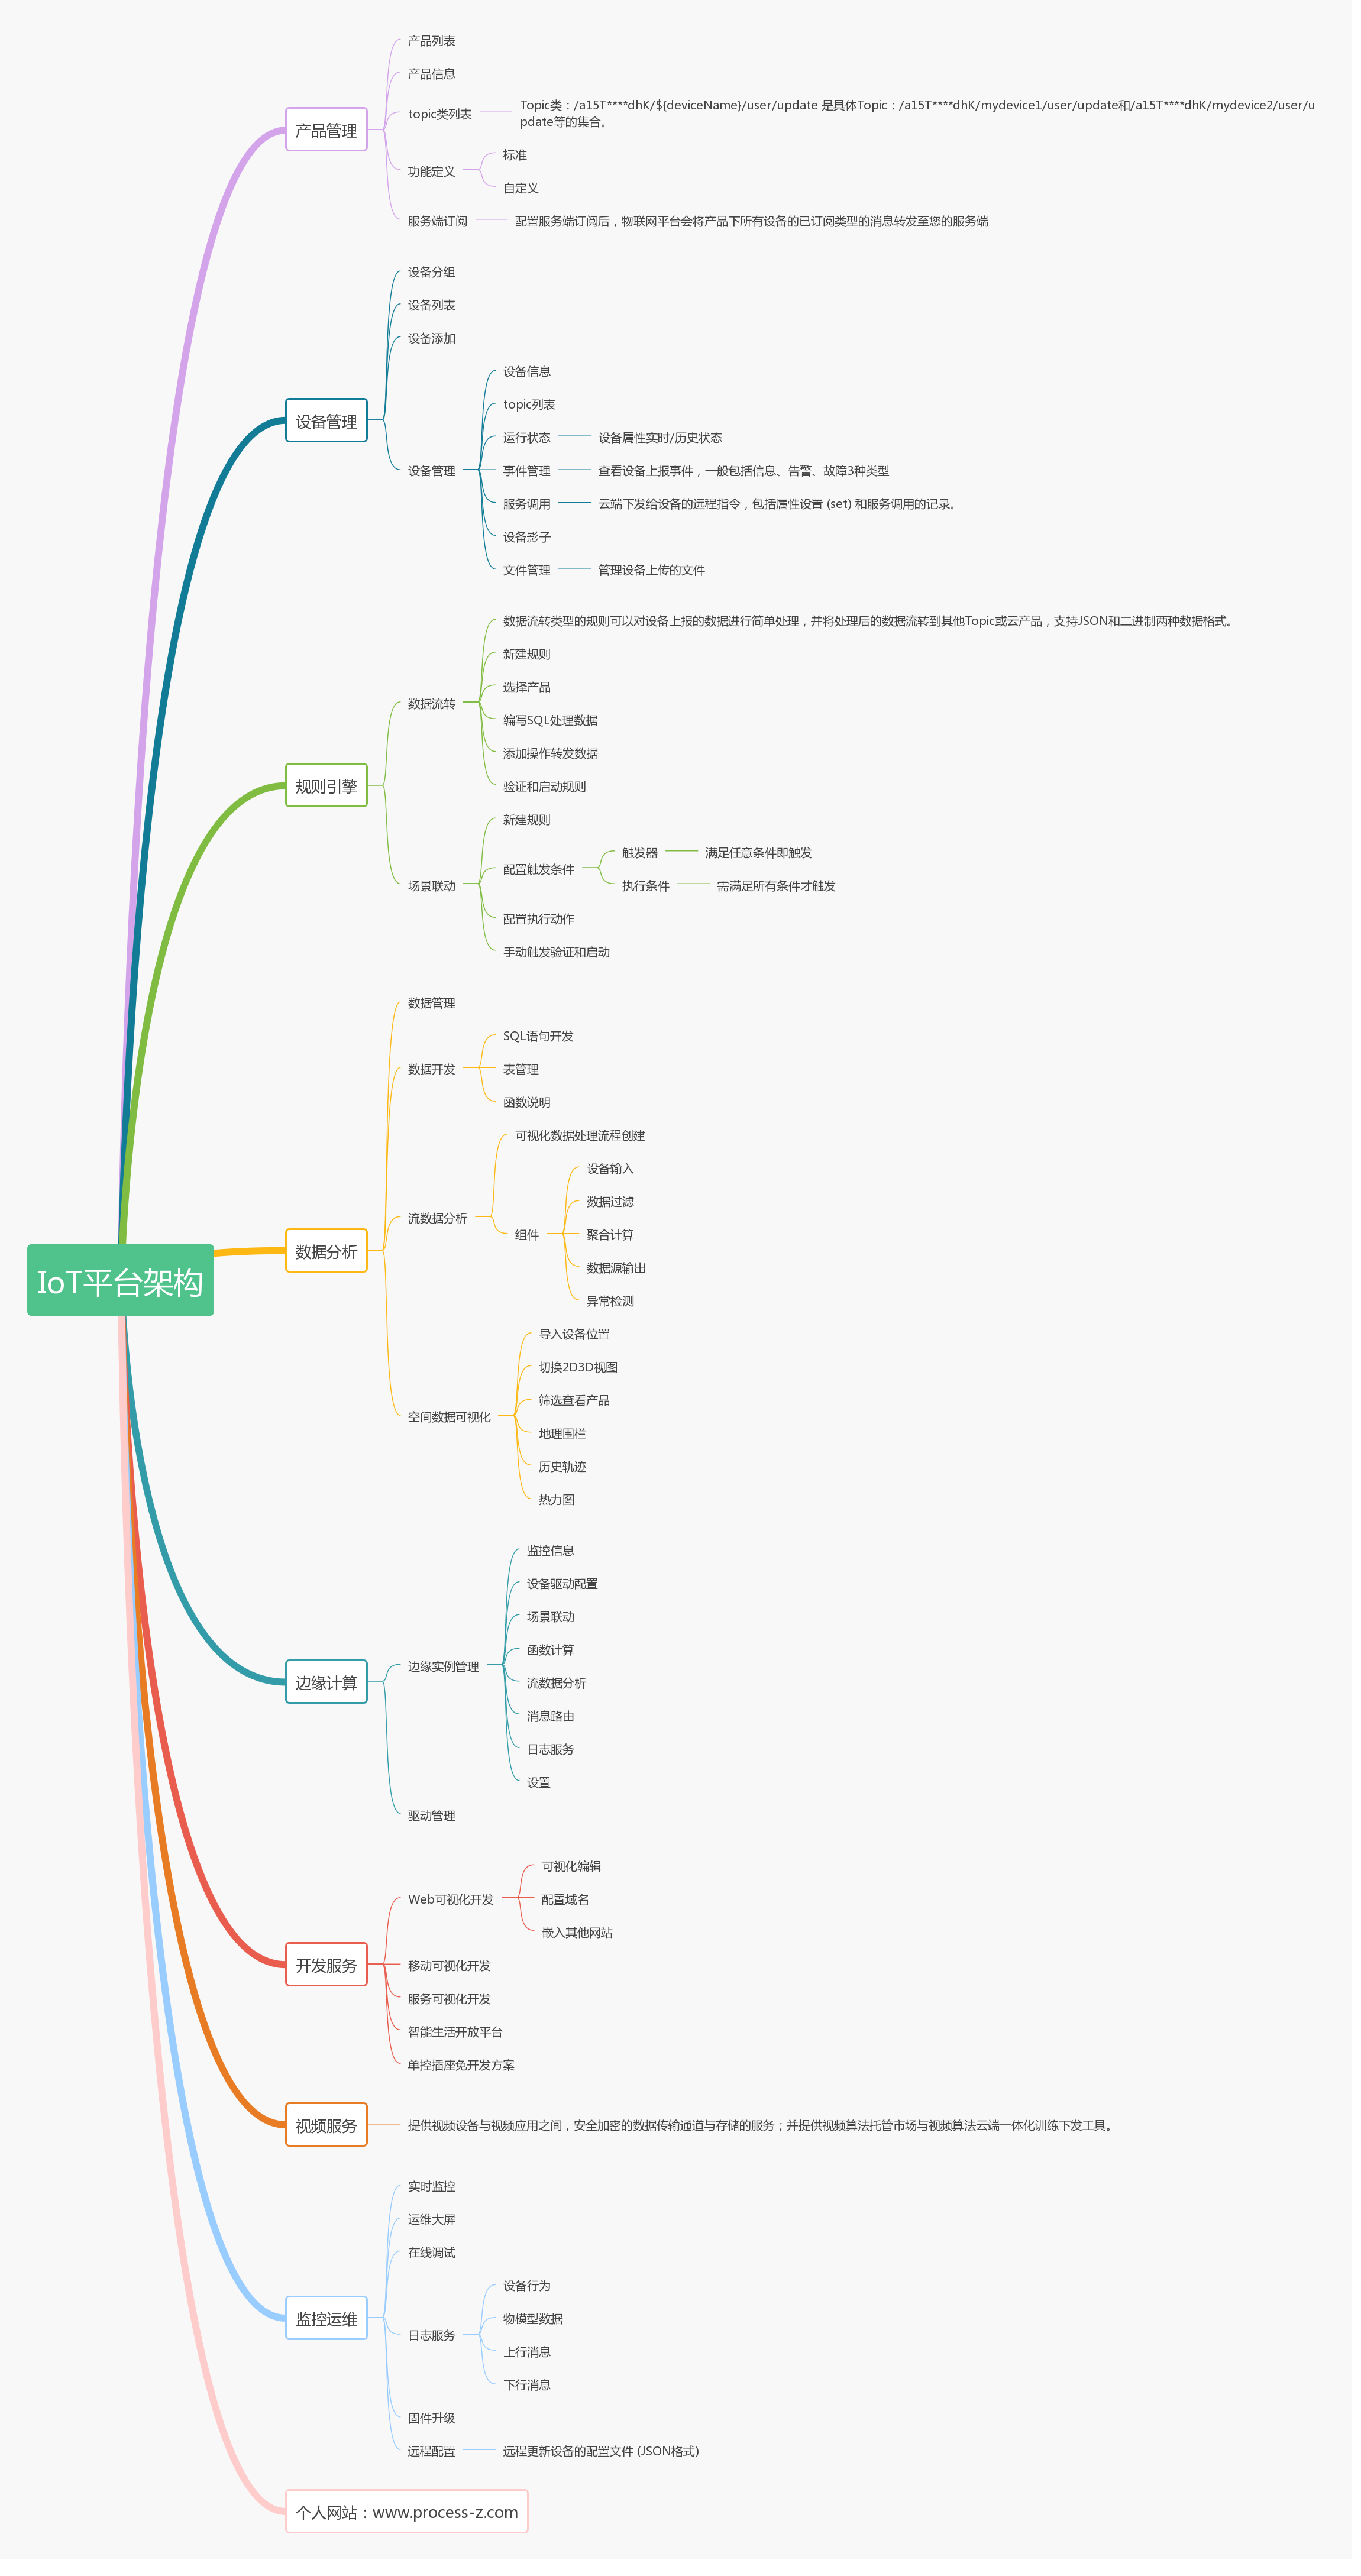 产品列表
产品信息
topic类列表
Topic类：/a15T****dhK/${deviceName}/user/update 是具体Topic：/a15T****dhK/mydevice1/user/update和/a15T****dhK/mydevice2/user/u
pdate等的集合。
产品管理
功能定义
标准
自定义
服务端订阅
配置服务端订阅后，物联网平台会将产品下所有设备的已订阅类型的消息转发至您的服务端
设备分组
设备列表
设备添加
设备管理
设备管理
设备信息
topic列表
运行状态
设备属性实时/历史状态
事件管理
查看设备上报事件，一般包括信息、告警、故障3种类型
服务调用
云端下发给设备的远程指令，包括属性设置 (set) 和服务调用的记录。
设备影子
文件管理
管理设备上传的文件
规则引擎
数据流转
数据流转类型的规则可以对设备上报的数据进行简单处理，并将处理后的数据流转到其他Topic或云产品，支持JSON和二进制两种数据格式。
新建规则
选择产品
编写SQL处理数据
添加操作转发数据
验证和启动规则
场景联动
新建规则
配置触发条件
触发器
满足任意条件即触发
执行条件
需满足所有条件才触发
配置执行动作
手动触发验证和启动
IoT平台架构
数据分析
数据管理
数据开发
SQL语句开发
表管理
函数说明
流数据分析
可视化数据处理流程创建
组件
设备输入
数据过滤
聚合计算
数据源输出
异常检测
空间数据可视化
导入设备位置
切换2D3D视图
筛选查看产品
地理围栏
历史轨迹
热力图
边缘计算
边缘实例管理
监控信息
设备驱动配置
场景联动
函数计算
流数据分析
消息路由
日志服务
设置
驱动管理
开发服务
Web可视化开发
可视化编辑
配置域名
嵌入其他网站
移动可视化开发
服务可视化开发
智能生活开放平台
单控插座免开发方案
视频服务
提供视频设备与视频应用之间，安全加密的数据传输通道与存储的服务；并提供视频算法托管市场与视频算法云端一体化训练下发工具。
监控运维
实时监控
运维大屏
在线调试
日志服务
设备行为
物模型数据
上行消息
下行消息
固件升级
远程配置
远程更新设备的配置文件 (JSON格式)
个人网站：www.process-z.com